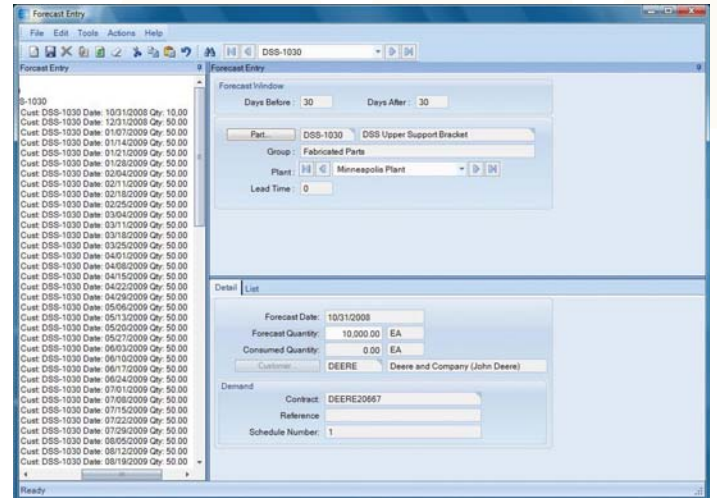 Forecast Entry
File Edit Tools Actions Help
DSS-1030
Forcast Entry
S-1030
Cust: DSS-1030 Date: 10/31/2008 Qty: 10,00
Cust: DSS-1030 Date: 12/31/2008 Qty: 50.00
Cust: DSS-1030 Date: 01/07/2009 Qty: 50.00
Cust: DSS-1030 Date: 01/14/2009 Qty: 50.00
Cust: DSS-1030 Date: 01/21/2009 Qty: 50.00
Cust: DSS-1030 Date: 01/28/2009 Qty: 50.00
Cust: DSS-1030 Date: 02/04/2009 Qty: 50.00
Cust: DSS-1030 Date: 02/11/2009 Qty: 50.00
Cust: DSS-1030 Date: 02/18/2009 Qty: 50.00
Cust: DSS-1030 Date: 02/25/2009 Qty: 50.00
Cust: DSS-1030 Date: 03/04/2009 Qty: 50.00
Cust: DSS-1030 Date: 03/11/2009 Qty: 50.00
Cust: DSS-1030 Date: 03/18/2009 Qty: 50.00
Cust: DSS-1030 Date: 03/25/2009 Qty: 50.00
Cust: DSS-1030 Date: 04/01/2009 Qty: 50.00
Cust: DSS-1030 Date: 04/08/2009 Qty: 50.00
Cust: DSS-1030 Date: 04/15/2009 Qty: 50.00
Cust: DSS-1030 Date: 04/22/2009 Qty: 50.00
Cust: DSS-1030 Date: 04/29/2009 Qty: 50.00
Cust: DSS-1030 Date: 05/06/2009 Qty: 50.00
Cust: DSS-1030 Date: 05/13/2009 Qty: 50.00
Cust: DSS-1030 Date: 05/20/2009 Qty: 50.00
Cust: DSS-1030 Date: 05/27/2009 Qty: 50.00
Cust: DSS-1030 Date: 06/03/2009 Qty: 50.00
Cust: DSS-1030 Date: 06/10/2009 Qty: 50.00
Cust: DSS-1030 Date: 06/17/2009 Qty: 50.00
Cust: DSS-1030 Date: 06/24/2009 Qty: 50.00
Cust: DSS-1030 Date: 07/01/2009 Qty: 50.00
Cust: DSS-1030 Date: 07/08/2009 Qty: 50.00
Cust: DSS-1030 Date: 07/15/2009 Qty: 50.00
Cust: DSS-1030 Date: 07/22/2009 Qty: 50.00
Cust: DSS-1030 Date: 07/29/2009 Qty: 50.00
Cust: DSS-1030 Date: 08/05/2009 Qty: 50.00
Cust: DSS-1030 Date: 08/12/2009 Qty: 50.00
Cust: DSS-1030 Date: 08/19/2009 Qty: 50.00
Forecast Entry
Forecast Window
Days Before : 30 Days After : 30
Part... DSS-1030 DSS Upper Support Bracket
Group : Fabricated Parts
Plant : Minneapolis Plant
Lead Time : 0
Detail List
Forecast Date: 10/31/2008
Forecast Quantity: 10,000.00 EA
Consumed Quantity: 0.00 EA
Customer... DEERE Deere and Company (John Deere)
Demand
Contract: DEERE20667
Reference
Schedule Number: 1
Ready